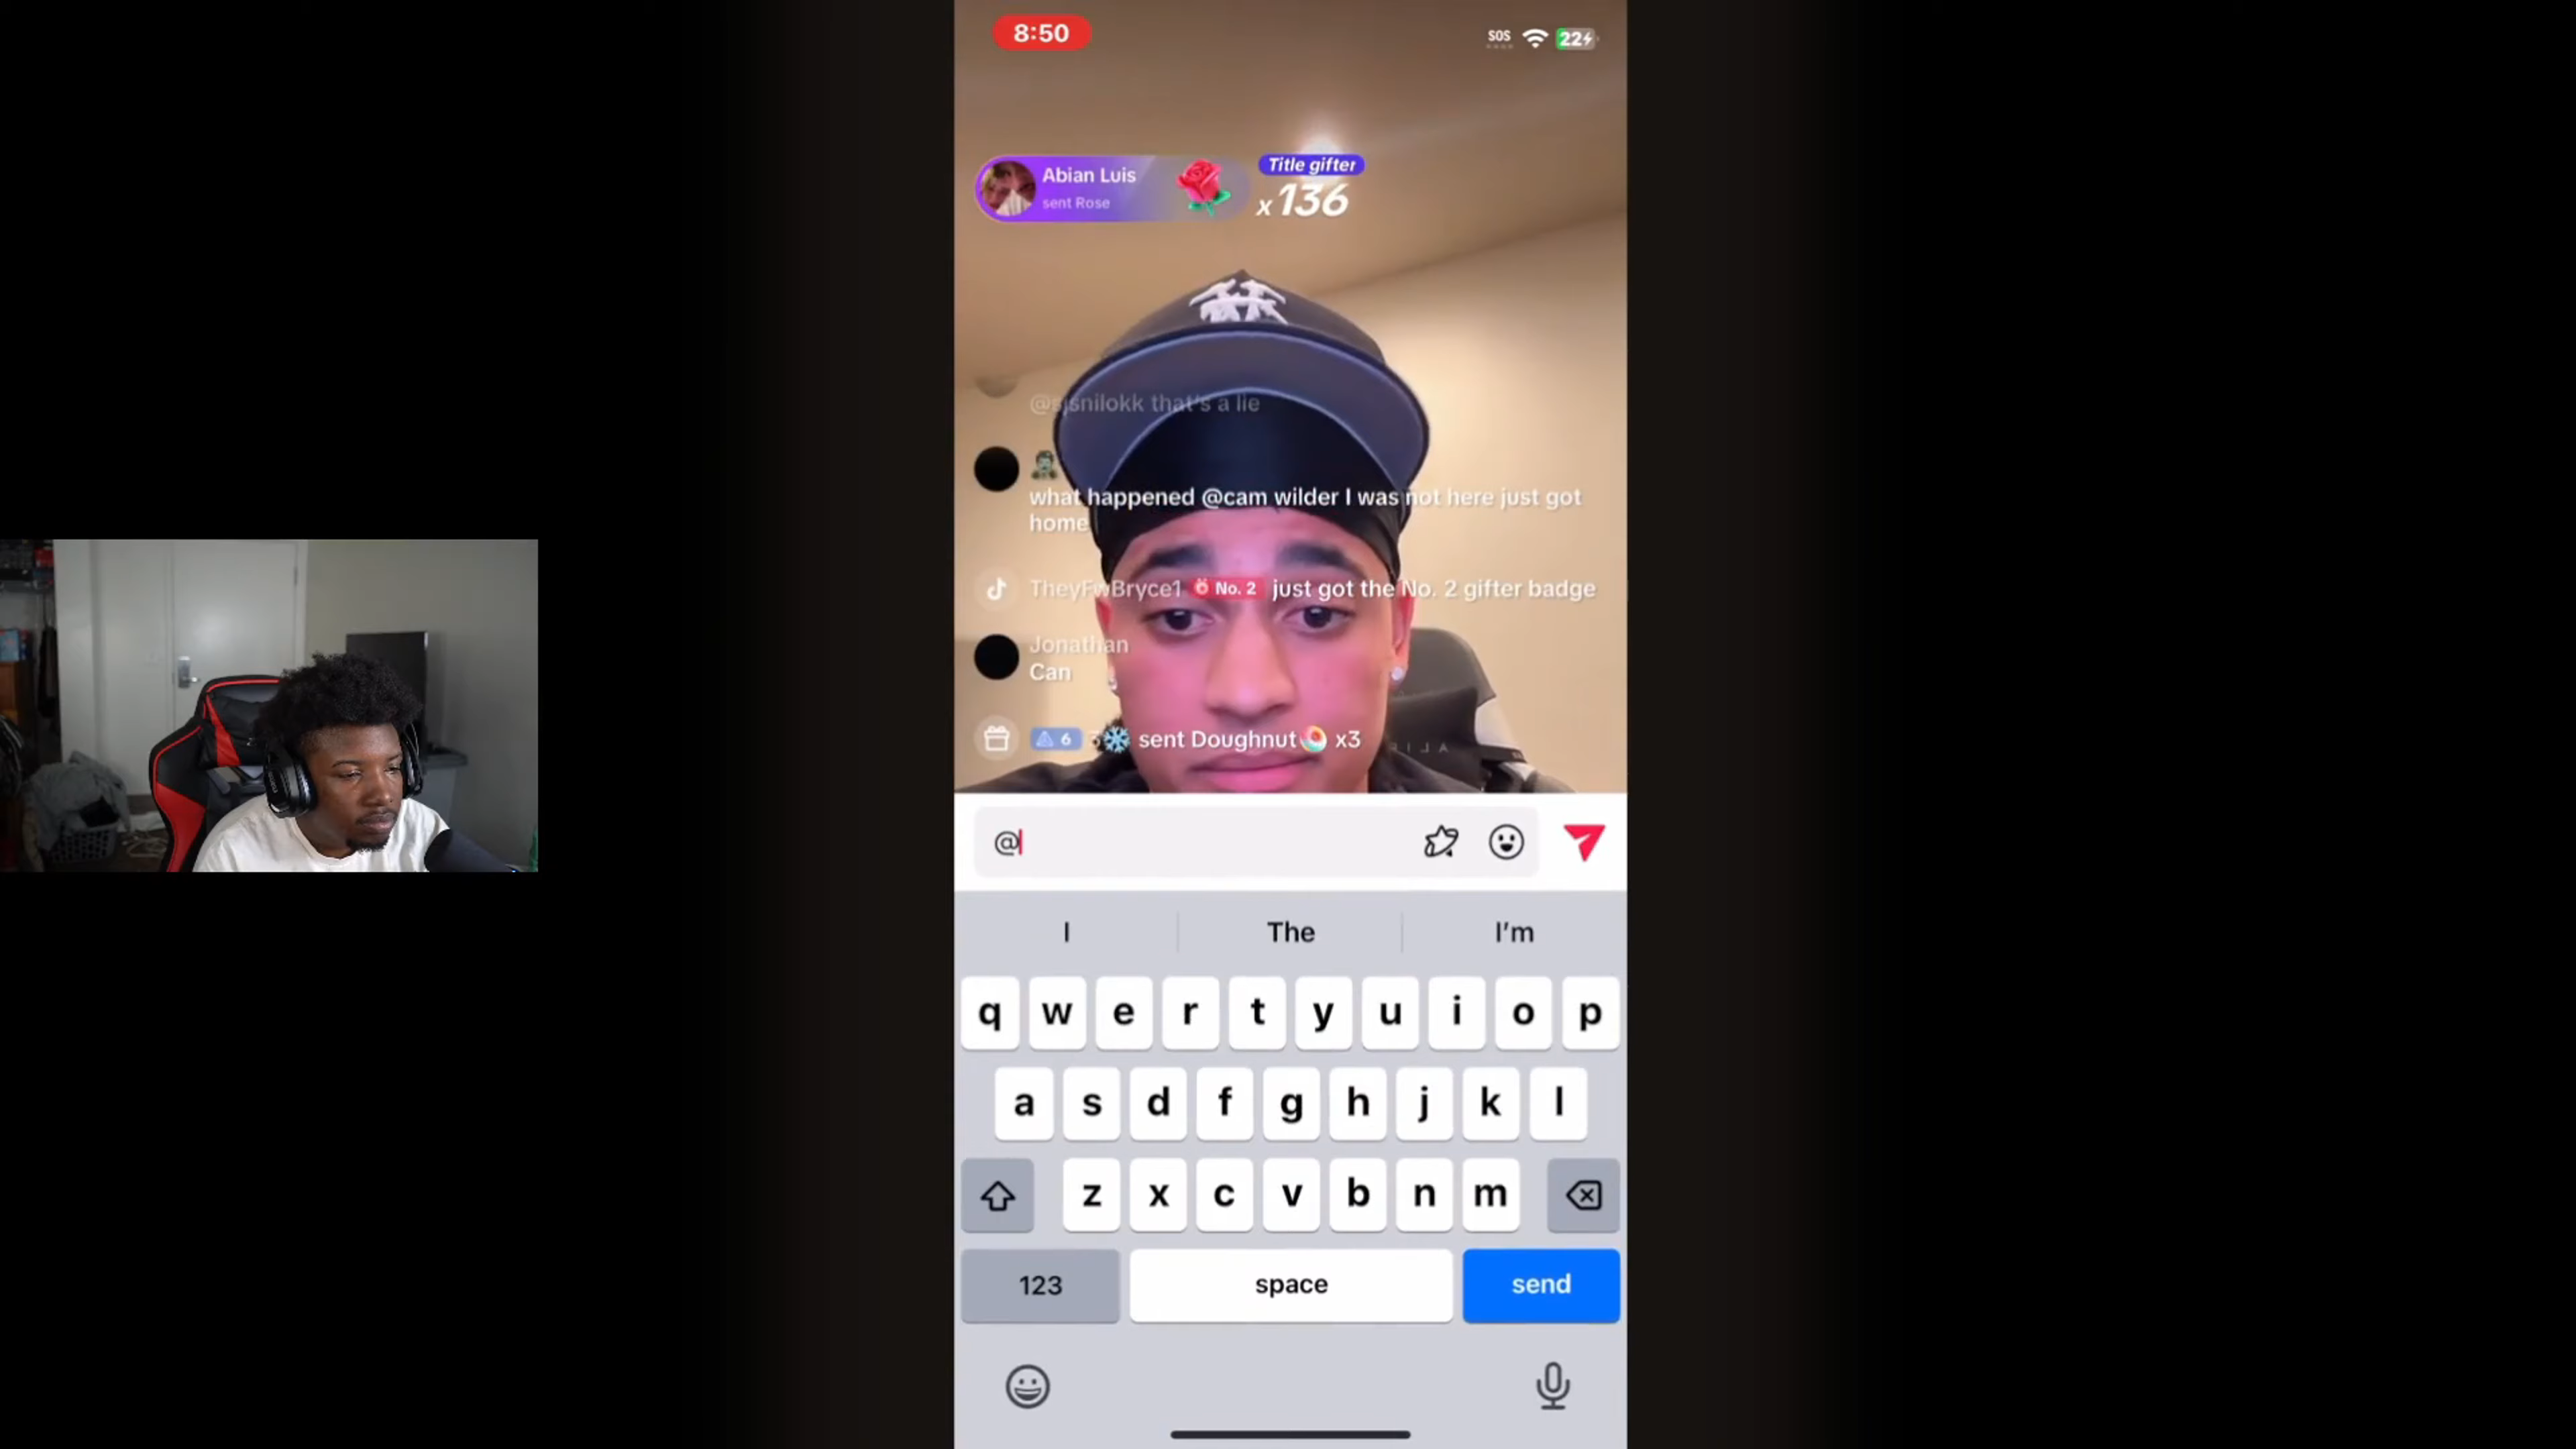 8:50
SOS
22
Abian Luis
sent Rose
Title gifter
x136
@sjsnilokk that's a lie
what happened @cam wilder I was not here just got
home
TheyFwBryce1 No. 2 just got the No. 2 gifter badge
Jonathan
Can
6 3 sent Doughnut x3
@
I The I'm
q w e r t y u i o p
a s d f g h j k l
z x c v b n m
123 space send